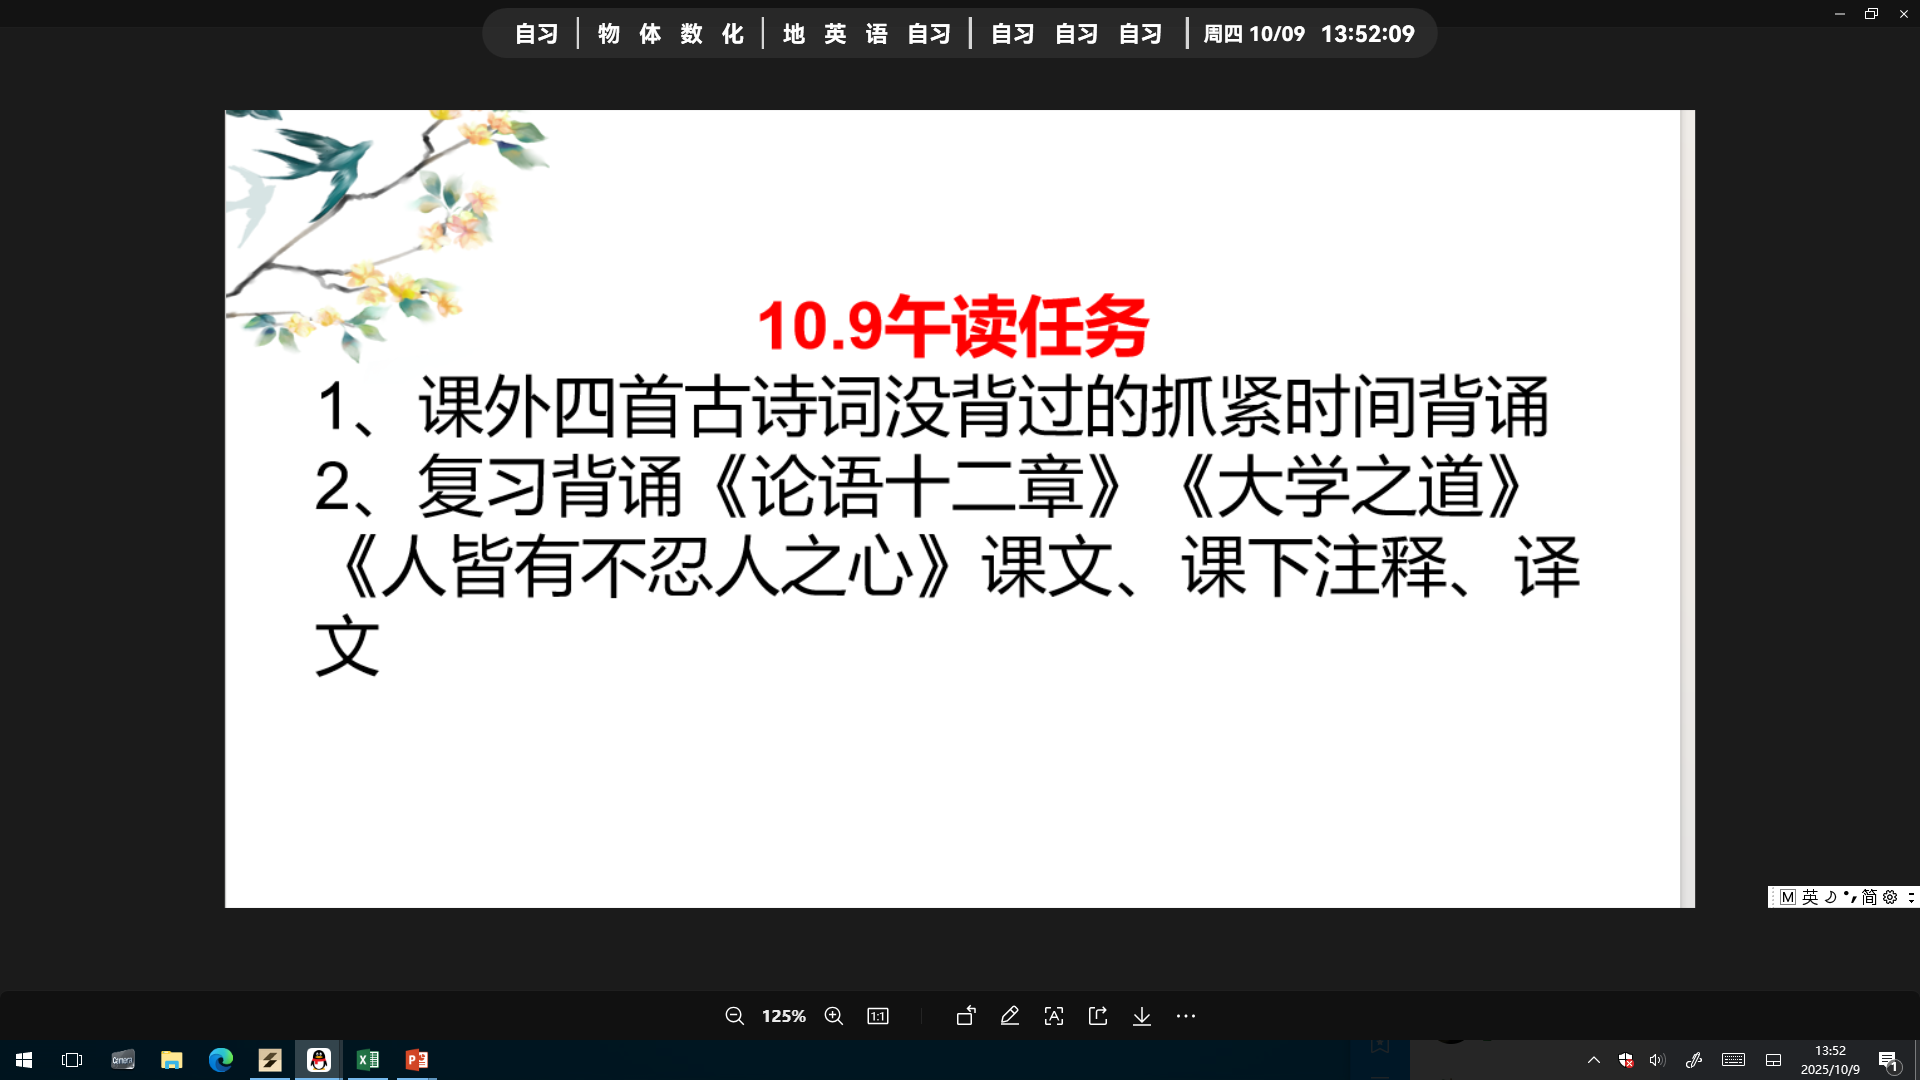 自习 | 物 体 数 化 | 地 英 语 自习 | 自习 自习 自习 | 周四 10/09 13:52:09
10.9午读任务
1、课外四首古诗词没背过的抓紧时间背诵
2、复习背诵《论语十二章》《大学之道》
《人皆有不忍人之心》课文、课下注释、译
文
M 英 简
125% 1:1
13:52
2025/10/9
1